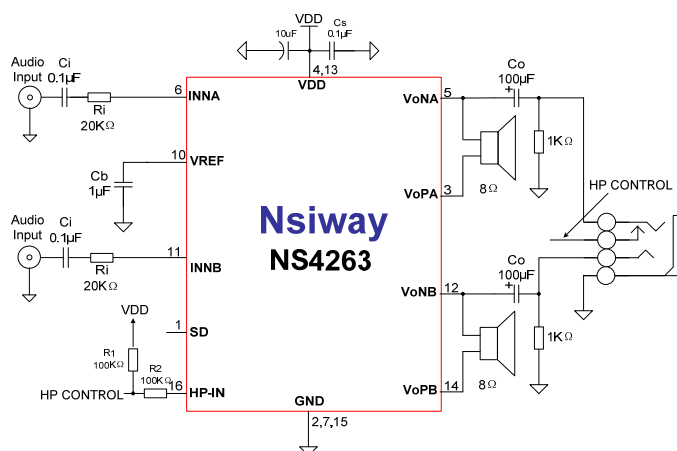 VDD
10uF
Cs
0.1μF
4,13
VDD
Audio
Input
Ci
0.1μF
Ri
20KΩ
6
INNA
10
VREF
Cb
1μF
Audio
Input
Ci
0.1μF
Ri
20KΩ
11
INNB
VDD
1
SD
R1
100KΩ
R2
100KΩ
HP CONTROL
16
HP-IN
Nsiway
NS4263
GND
2,7,15
VoNA
5
Co
+
100μF
1KΩ
VoPA
3
8Ω
HP CONTROL
VoNB
12
Co
+
100μF
1KΩ
VoPB
14
8Ω